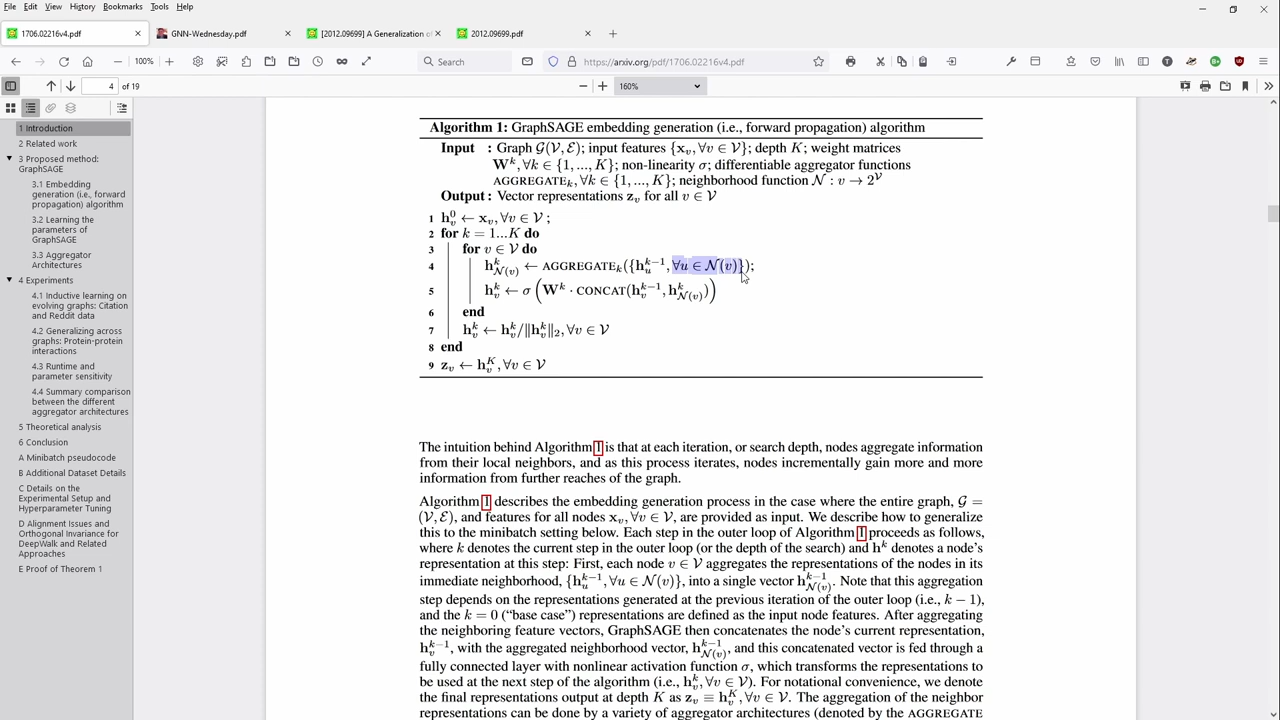 File Edit View History Bookmarks Tools Help
1706.02216v4.pdf
GNN-Wednesday.pdf
[2012.09699] A Generalization of
2012.09699.pdf
100%
Search
https://arxiv.org/pdf/1706.02216v4.pdf
4 of 19
160%
1 Introduction
2 Related work
3 Proposed method:
GraphSAGE
3.1 Embedding
generation (i.e., forward
propagation) algorithm
3.2 Learning the
parameters of
GraphSAGE
3.3 Aggregator
Architectures
4 Experiments
4.1 Inductive learning on
evolving graphs: Citation
and Reddit data
4.2 Generalizing across
graphs: Protein-protein
interactions
4.3 Runtime and
parameter sensitivity
4.4 Summary comparison
between the different
aggregator architectures
5 Theoretical analysis
6 Conclusion
A Minibatch pseudocode
B Additional Dataset Details
C Details on the
Experimental Setup and
Hyperparameter Tuning
D Alignment Issues and
Orthogonal Invariance for
DeepWalk and Related
Approaches
E Proof of Theorem 1
Algorithm 1: GraphSAGE embedding generation (i.e., forward propagation) algorithm
Input : Graph 𝒢(𝒱, ℰ); input features {x_v, ∀v ∈ 𝒱}; depth K; weight matrices
W^k, ∀k ∈ {1, ..., K}; non-linearity σ; differentiable aggregator functions
AGGREGATE_k, ∀k ∈ {1, ..., K}; neighborhood function 𝒩 : v → 2^𝒱
Output : Vector representations z_v for all v ∈ 𝒱
1 h_v^0 ← x_v, ∀v ∈ 𝒱 ;
2 for k = 1...K do
3 for v ∈ 𝒱 do
4 h_𝒩(v)^k ← AGGREGATE_k({h_u^{k−1}, ∀u ∈ 𝒩(v)});
5 h_v^k ← σ (W^k · CONCAT(h_v^{k−1}, h_𝒩(v)^k))
6 end
7 h_v^k ← h_v^k/‖h_v^k‖_2, ∀v ∈ 𝒱
8 end
9 z_v ← h_v^K, ∀v ∈ 𝒱
The intuition behind Algorithm 1 is that at each iteration, or search depth, nodes aggregate information
from their local neighbors, and as this process iterates, nodes incrementally gain more and more
information from further reaches of the graph.
Algorithm 1 describes the embedding generation process in the case where the entire graph, 𝒢 =
(𝒱, ℰ), and features for all nodes x_v, ∀v ∈ 𝒱, are provided as input. We describe how to generalize
this to the minibatch setting below. Each step in the outer loop of Algorithm 1 proceeds as follows,
where k denotes the current step in the outer loop (or the depth of the search) and h^k denotes a node's
representation at this step: First, each node v ∈ 𝒱 aggregates the representations of the nodes in its
immediate neighborhood, {h_u^{k−1}, ∀u ∈ 𝒩(v)}, into a single vector h_𝒩(v)^{k−1}. Note that this aggregation
step depends on the representations generated at the previous iteration of the outer loop (i.e., k − 1),
and the k = 0 ("base case") representations are defined as the input node features. After aggregating
the neighboring feature vectors, GraphSAGE then concatenates the node's current representation,
h_v^{k−1}, with the aggregated neighborhood vector, h_𝒩(v)^{k−1}, and this concatenated vector is fed through a
fully connected layer with nonlinear activation function σ, which transforms the representations to
be used at the next step of the algorithm (i.e., h_v^k, ∀v ∈ 𝒱). For notational convenience, we denote
the final representations output at depth K as z_v ≡ h_v^K, ∀v ∈ 𝒱. The aggregation of the neighbor
representations can be done by a variety of aggregator architectures (denoted by the AGGREGATE